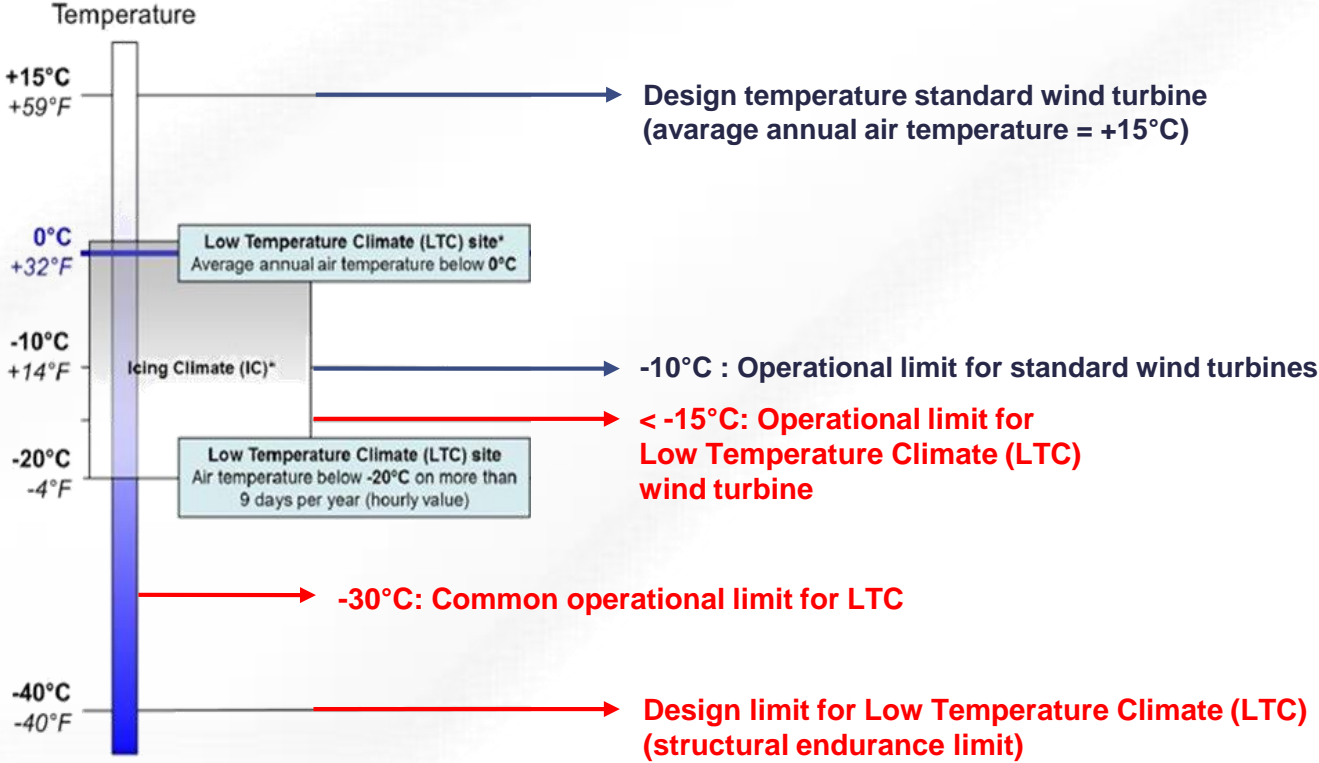 Temperature
+15°C
+59°F
Design temperature standard wind turbine
(avarage annual air temperature = +15°C)
0°C
+32°F
Low Temperature Climate (LTC) site*
Average annual air temperature below 0°C
-10°C
+14°F
Icing Climate (IC)*
-10°C : Operational limit for standard wind turbines
< -15°C: Operational limit for
Low Temperature Climate (LTC)
wind turbine
-20°C
-4°F
Low Temperature Climate (LTC) site
Air temperature below -20°C on more than
9 days per year (hourly value)
-30°C: Common operational limit for LTC
-40°C
-40°F
Design limit for Low Temperature Climate (LTC)
(structural endurance limit)